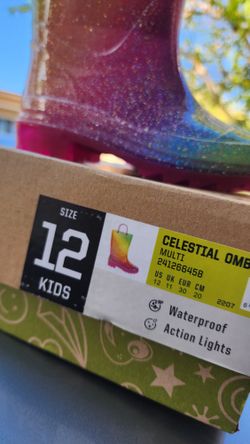 SIZE
12
KIDS
CELESTIAL OMB
MULTI
241266458
US UK EUR CM
12 11 30 20
2207
Waterproof
Action Lights